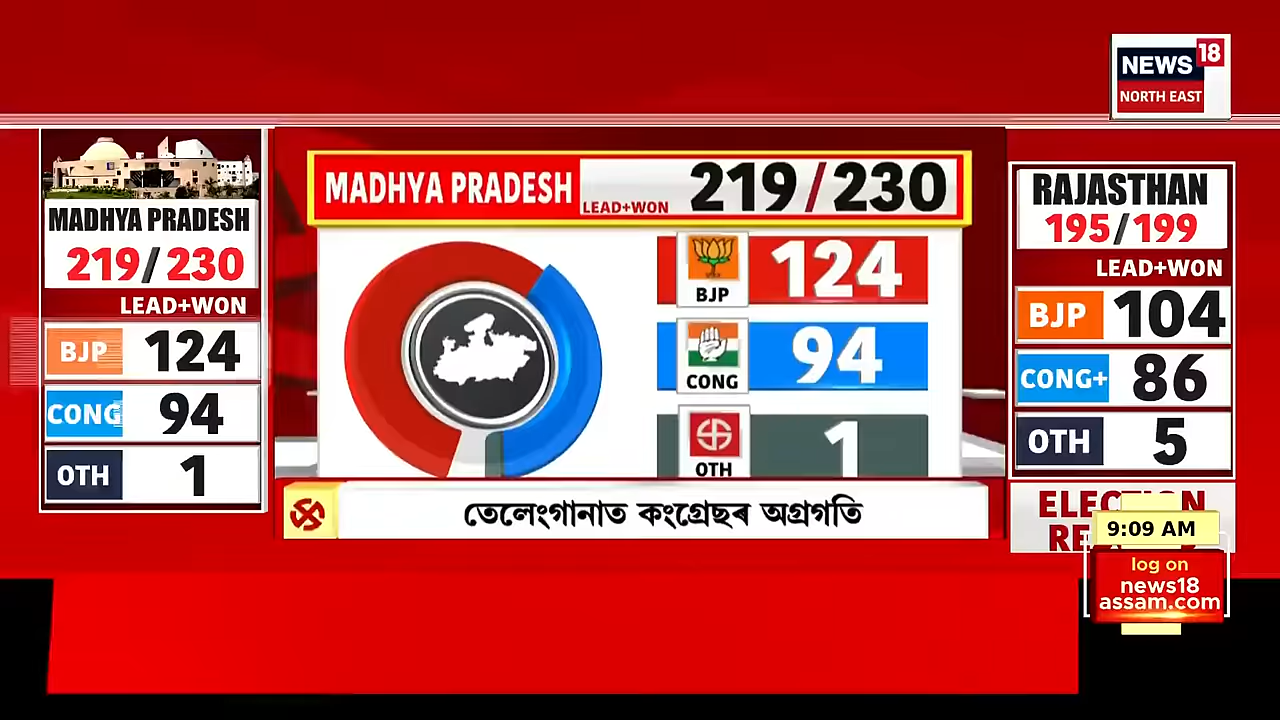 NEWS 18
NORTH EAST
MADHYA PRADESH
219/230
LEAD+WON
BJP 124
CONG 94
OTH 1
MADHYA PRADESH LEAD+WON 219/230
BJP 124
CONG 94
OTH 1
তেলেংগানাত কংগ্ৰেছৰ অগ্ৰগতি
RAJASTHAN
195/199
LEAD+WON
BJP 104
CONG+ 86
OTH 5
ELECTION
9:09 AM
log on
news18
assam.com